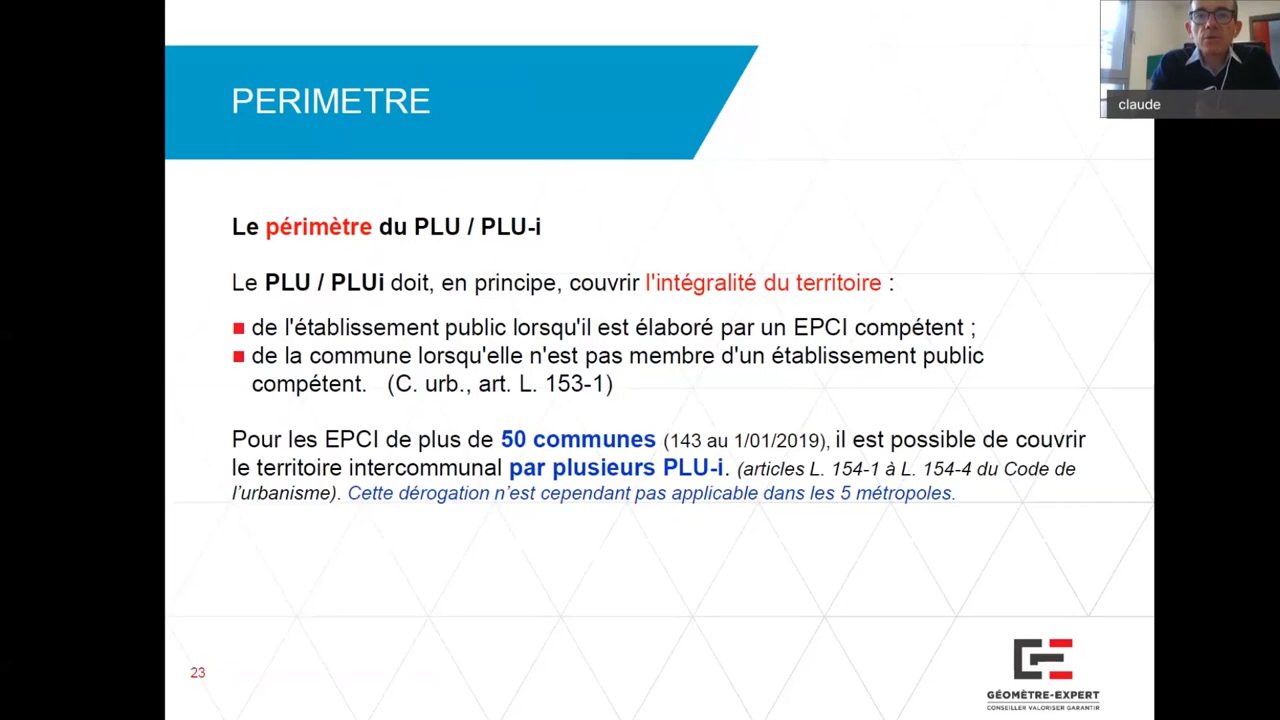 claude
PERIMETRE
Le périmètre du PLU / PLU-i
Le PLU / PLUi doit, en principe, couvrir l'intégralité du territoire :
de l'établissement public lorsqu'il est élaboré par un EPCI compétent ;
de la commune lorsqu'elle n'est pas membre d'un établissement public
compétent. (C. urb., art. L. 153-1)
Pour les EPCI de plus de 50 communes (143 au 1/01/2019), il est possible de couvrir
le territoire intercommunal par plusieurs PLU-i. (articles L. 154-1 à L. 154-4 du Code de
l’urbanisme). Cette dérogation n’est cependant pas applicable dans les 5 métropoles.
23
GÉOMÈTRE-EXPERT
CONSEILLER VALORISER GARANTIR